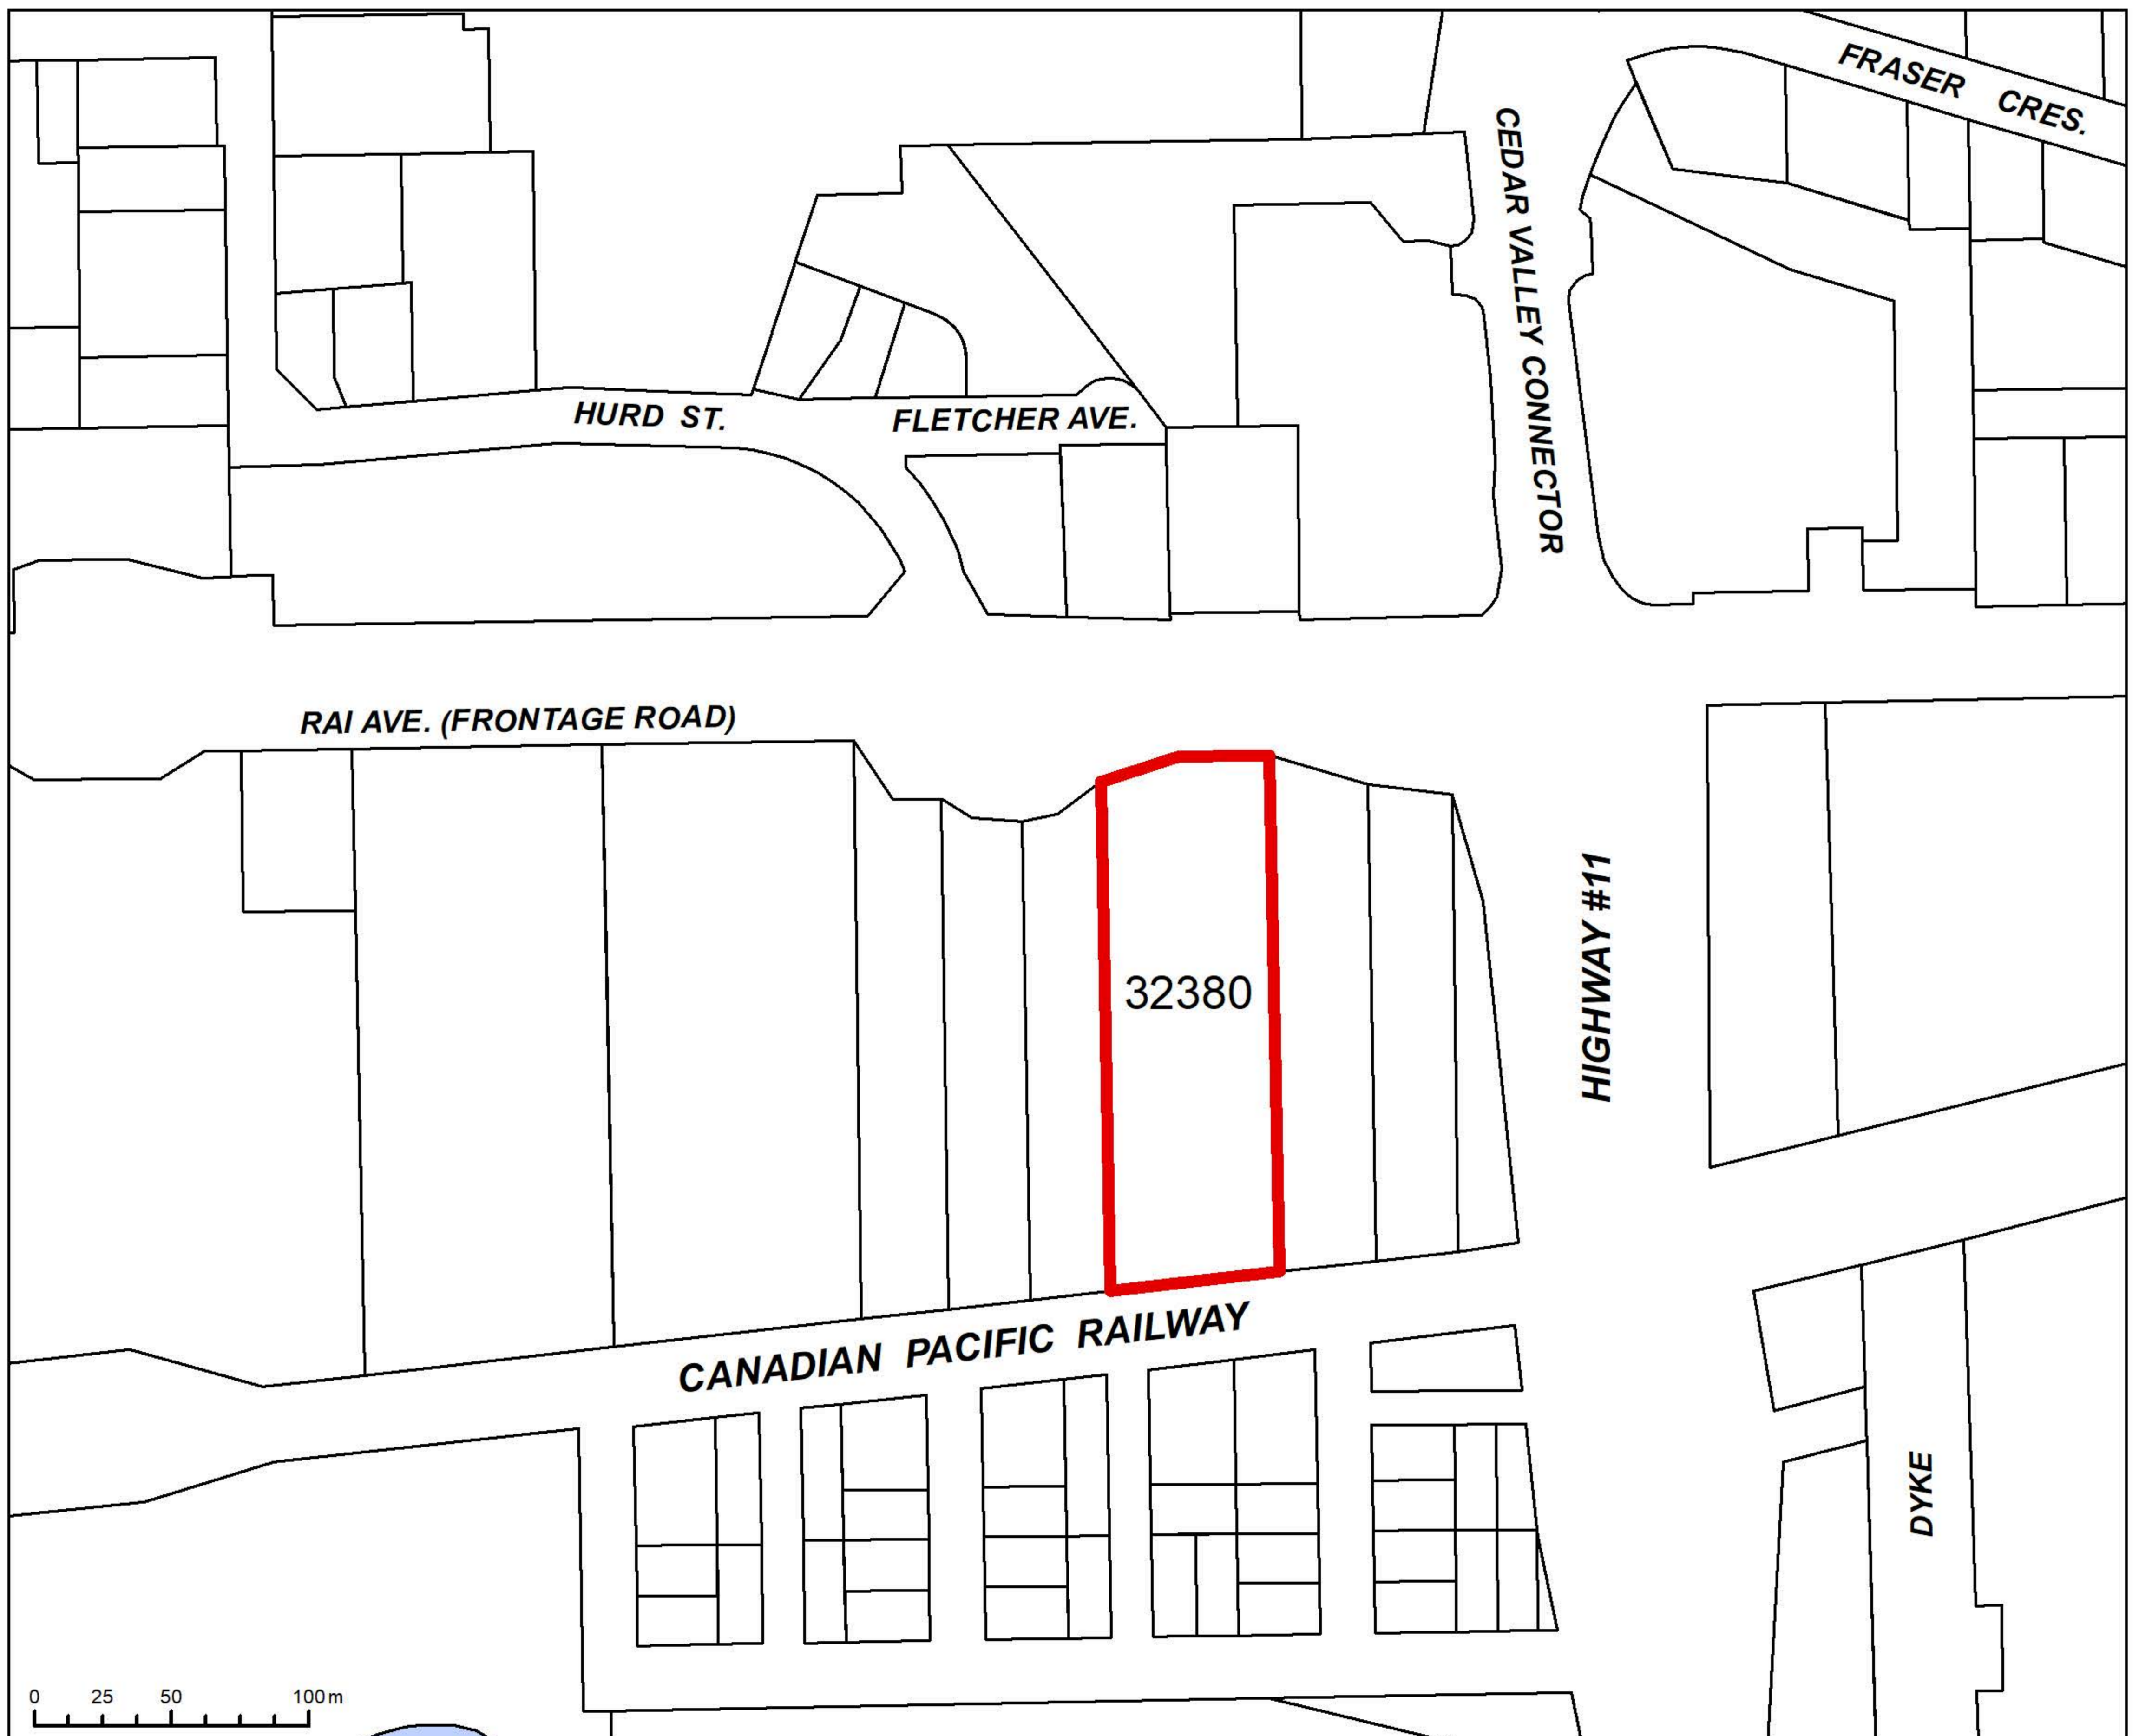 FRASER CRES.
CEDAR VALLEY CONNECTOR
HURD ST.
FLETCHER AVE.
RAI AVE. (FRONTAGE ROAD)
HIGHWAY #11
32380
CANADIAN PACIFIC RAILWAY
DYKE
0 25 50 100 m